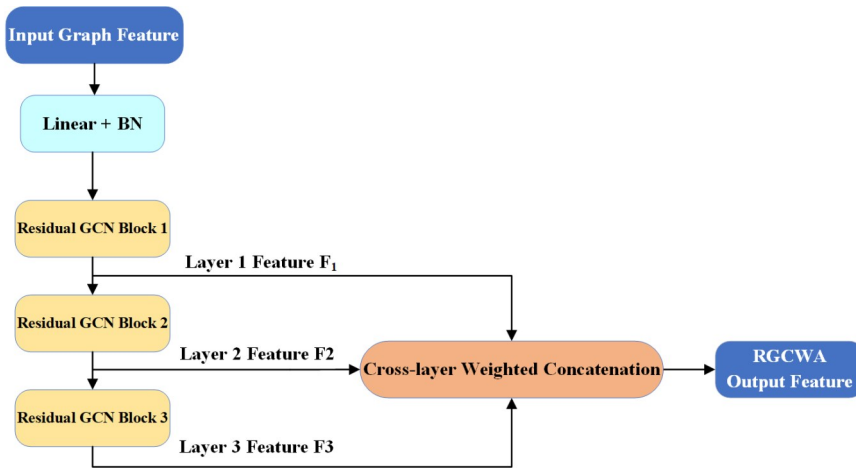 Input Graph Feature
Linear + BN
Residual GCN Block 1
Layer 1 Feature F₁
Residual GCN Block 2
Layer 2 Feature F2
Cross-layer Weighted Concatenation
RGCWA
Output Feature
Residual GCN Block 3
Layer 3 Feature F3